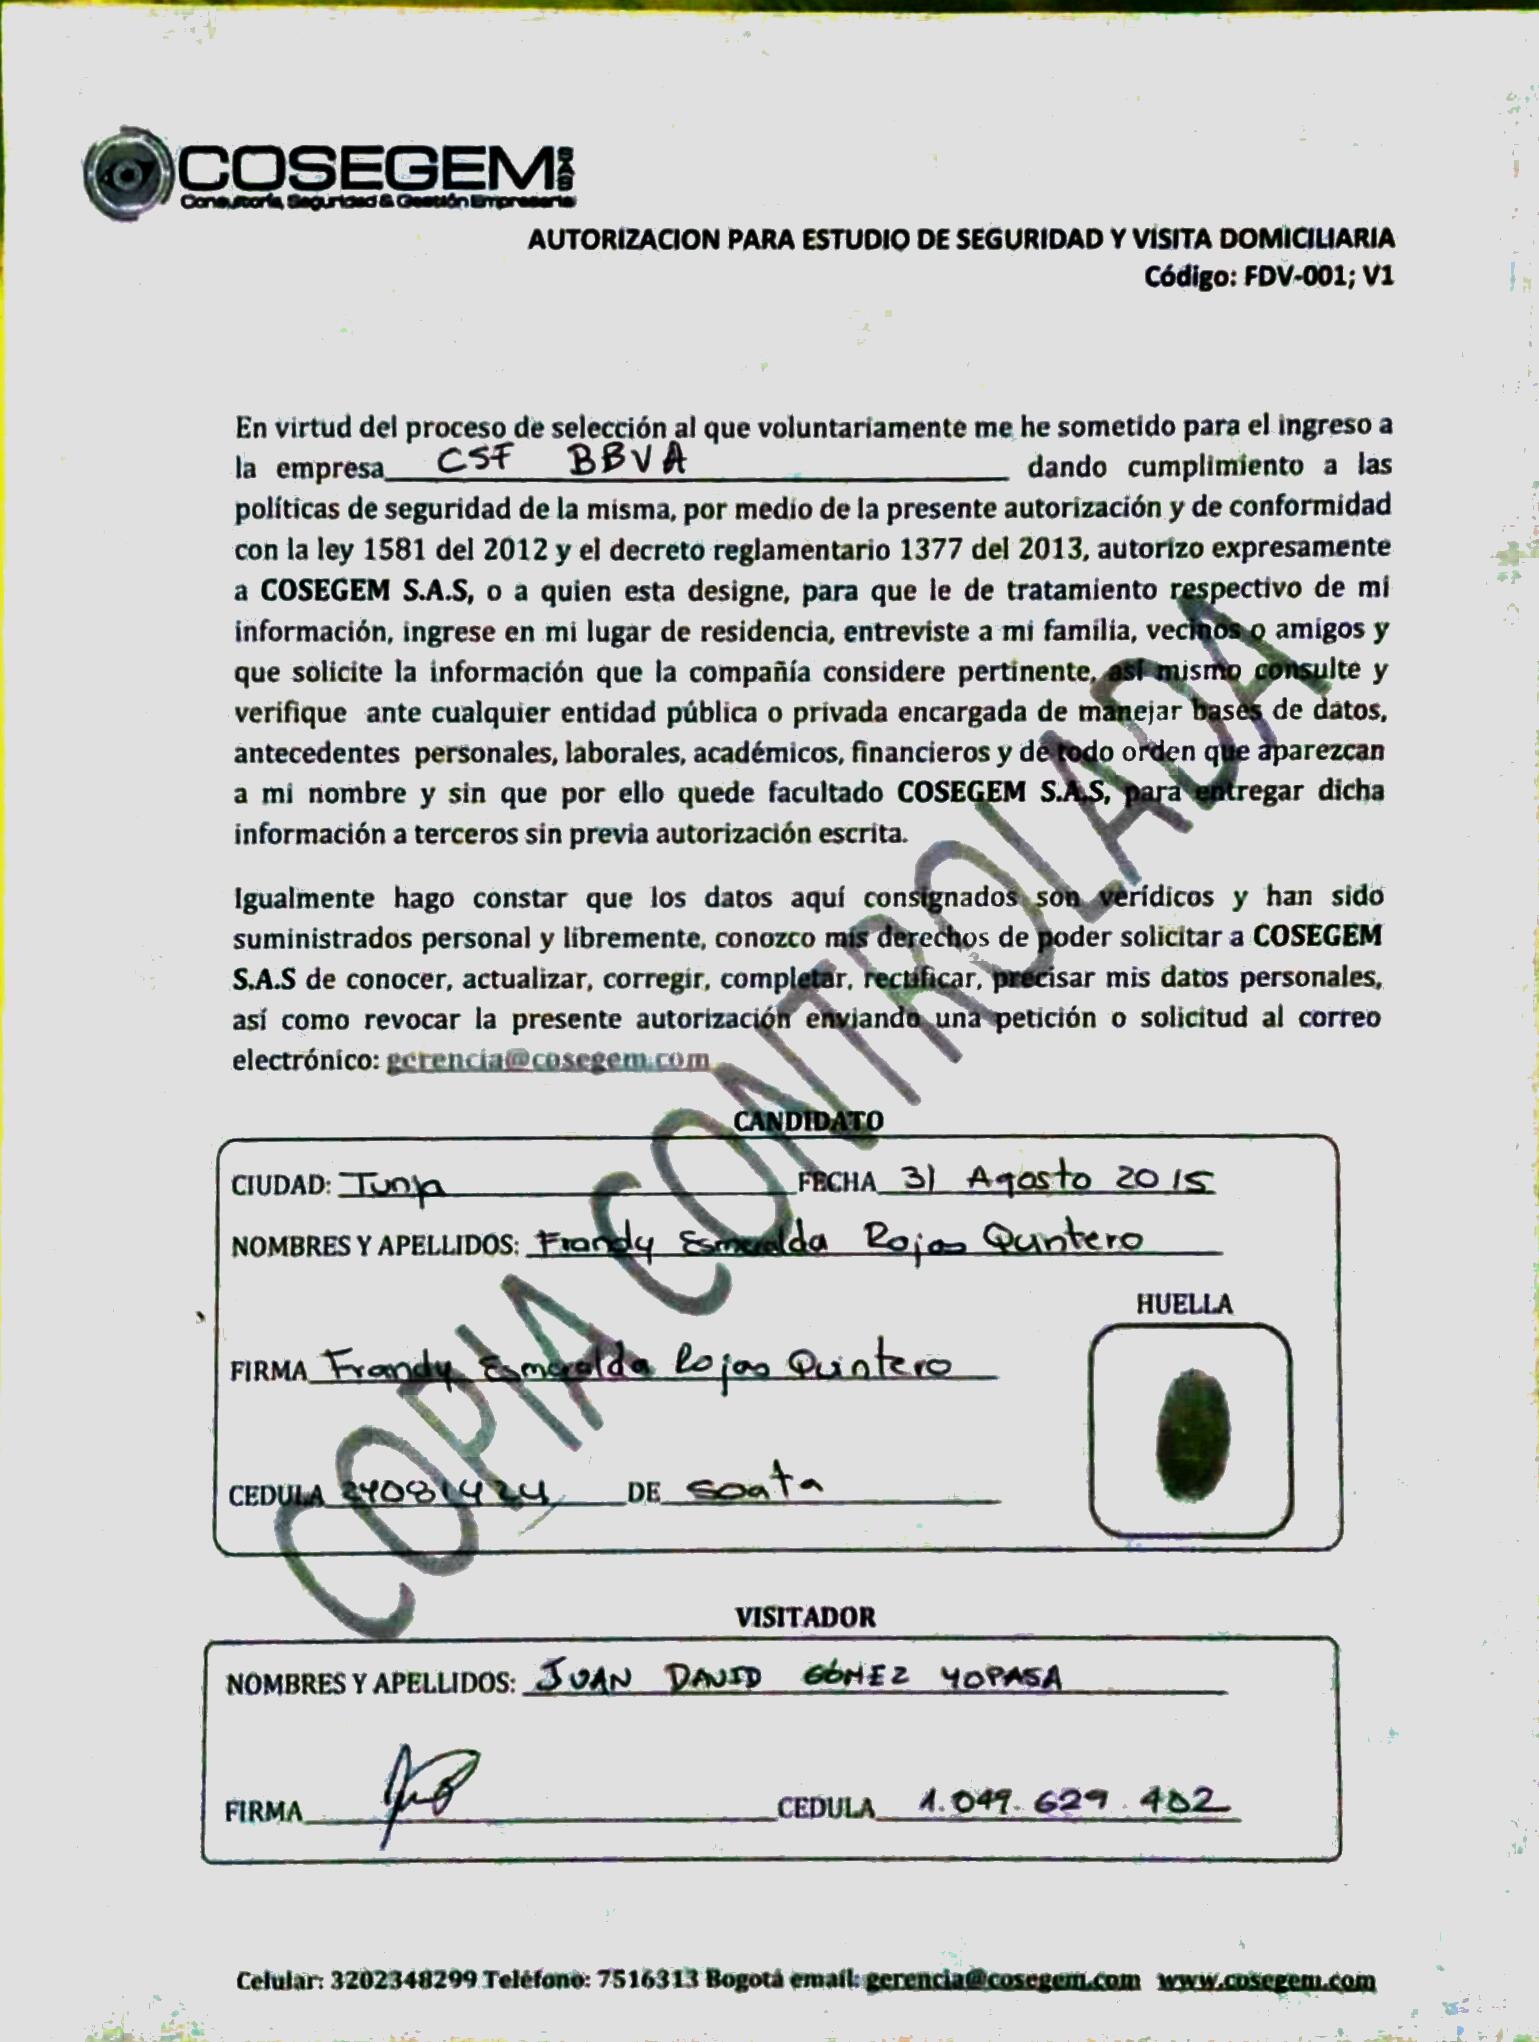 COSEGEM SAS
Consultoría, Seguridad & Gestión Empresarial
AUTORIZACION PARA ESTUDIO DE SEGURIDAD Y VISITA DOMICILIARIA
Código: FDV-001; V1
En virtud del proceso de selección al que voluntariamente me he sometido para el ingreso a
la empresa CSF BBVA dando cumplimiento a las
políticas de seguridad de la misma, por medio de la presente autorización y de conformidad
con la ley 1581 del 2012 y el decreto reglamentario 1377 del 2013, autorizo expresamente
a COSEGEM S.A.S, o a quien esta designe, para que le de tratamiento respectivo de mi
información, ingrese en mi lugar de residencia, entreviste a mi familia, vecinos o amigos y
que solicite la información que la compañía considere pertinente, así mismo consulte y
verifique ante cualquier entidad pública o privada encargada de manejar bases de datos,
antecedentes personales, laborales, académicos, financieros y de todo orden que aparezcan
a mi nombre y sin que por ello quede facultado COSEGEM S.A.S, para entregar dicha
información a terceros sin previa autorización escrita.
Igualmente hago constar que los datos aquí consignados son verídicos y han sido
suministrados personal y libremente, conozco mis derechos de poder solicitar a COSEGEM
S.A.S de conocer, actualizar, corregir, completar, rectificar, precisar mis datos personales,
así como revocar la presente autorización enviando una petición o solicitud al correo
electrónico: gerencia@cosegem.com
COPIA CONTROLADA
CANDIDATO
CIUDAD: Tunja FECHA 31 Agosto 2015
NOMBRES Y APELLIDOS: Frandy Esmeralda Rojas Quintero
HUELLA
FIRMA Frandy Esmeralda Rojas Quintero
CEDULA 24081424 DE Soata
VISITADOR
NOMBRES Y APELLIDOS: JUAN DAVID GÓMEZ YOPASA
FIRMA CEDULA 1.049.629.402
Celular: 3202348299 Teléfono: 7516313 Bogotá email: gerencia@cosegem.com www.cosegem.com